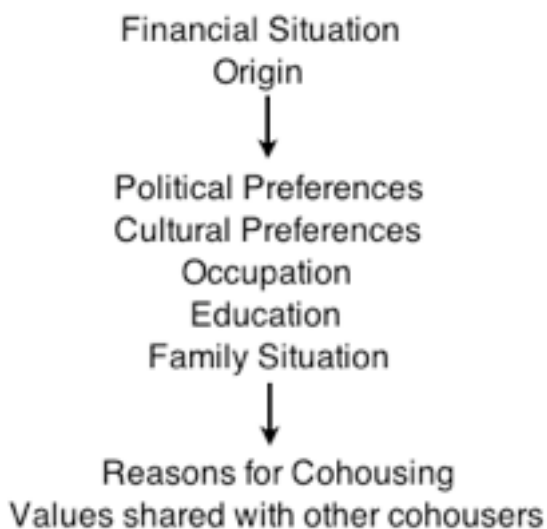 Financial Situation
Origin
Political Preferences
Cultural Preferences
Occupation
Education
Family Situation
Reasons for Cohousing
Values shared with other cohousers